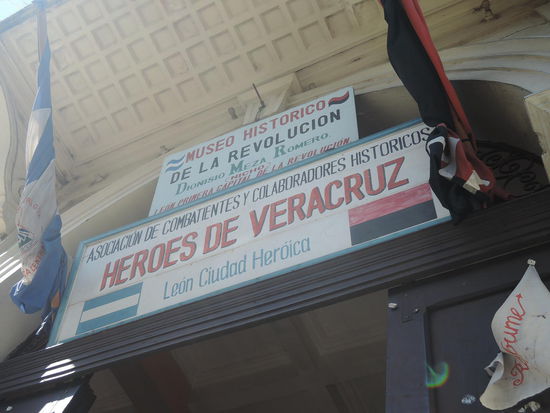 MUSEO HISTORICO
DE LA REVOLUCION
DIONISIO MEZA ROMERO
LEÓN PRIMERA CAPITAL DE LA REVOLUCION
ASOCIACIÓN DE COMBATIENTES Y COLABORADORES HISTORICOS
HEROES DE VERACRUZ
León Ciudad Heróica